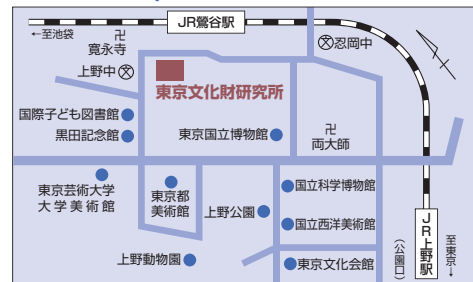 JR鶯谷駅
←至池袋
卍
寛永寺
上野中
忍岡中
東京文化財研究所
国際子ども図書館
黒田記念館
東京国立博物館
卍
両大師
東京芸術大学
大学美術館
東京都
美術館
上野公園
国立科学博物館
国立西洋美術館
上野動物園
東京文化会館
JR上野駅
(公園口)
至東京→